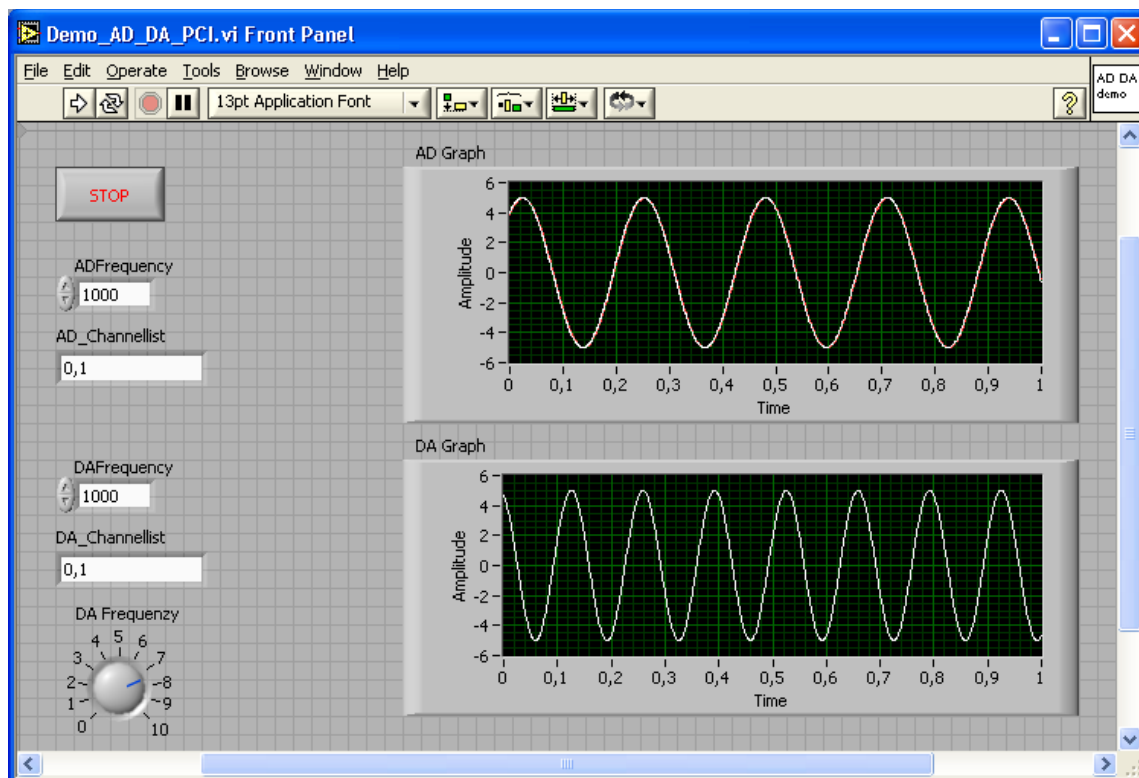 Demo_AD_DA_PCI.vi Front Panel
File Edit Operate Tools Browse Window Help
13pt Application Font
?
AD DA
demo
STOP
ADFrequency
1000
AD_Channellist
0,1
AD Graph
Amplitude
6
4
2
0
-2
-4
-6
0 0,1 0,2 0,3 0,4 0,5 0,6 0,7 0,8 0,9 1
Time
DAFrequency
1000
DA_Channellist
0,1
DA Frequenzy
0 1 2 3 4 5 6 7 8 9 10
DA Graph
Amplitude
6
4
2
0
-2
-4
-6
0 0,1 0,2 0,3 0,4 0,5 0,6 0,7 0,8 0,9 1
Time